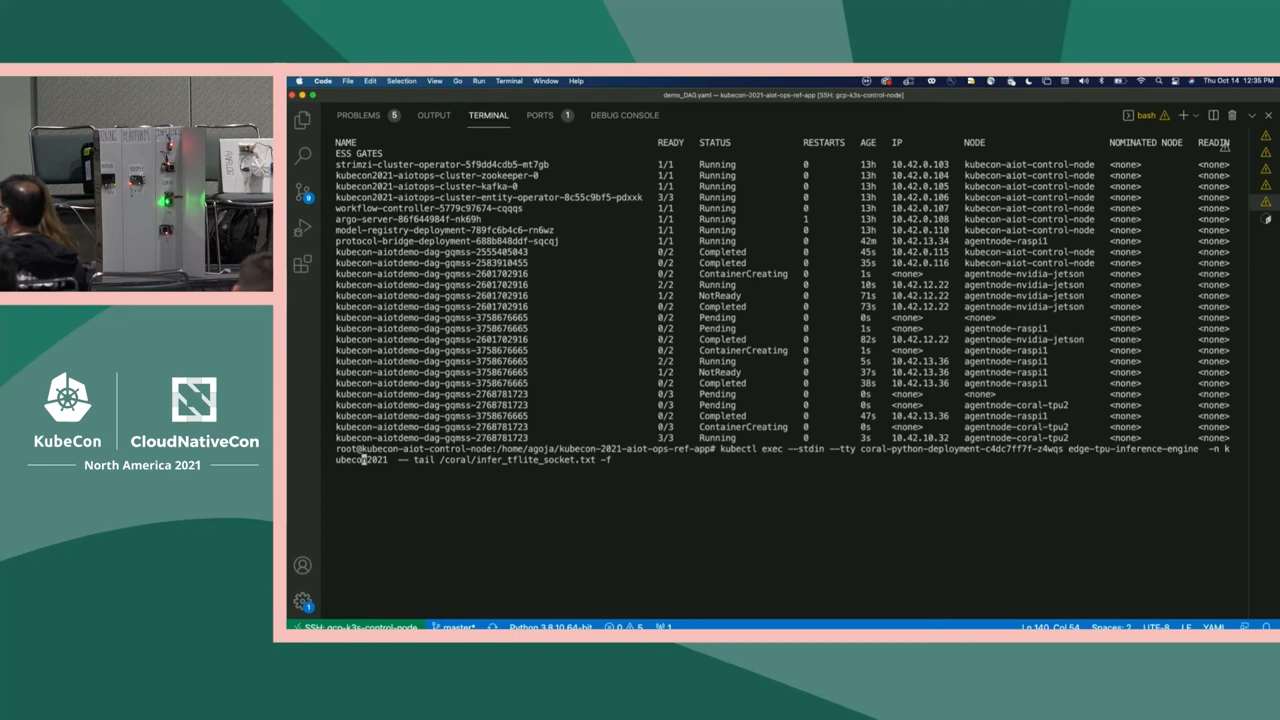 Code File Edit Selection View Go Run Terminal Window Help Thu Oct 14 12:35 PM
demo_DAG.yaml — kubecon-2021-aiot-ops-ref-app [SSH: gcp-k3s-control-node]
PROBLEMS 5 OUTPUT TERMINAL PORTS 1 DEBUG CONSOLE bash
NAME READY STATUS RESTARTS AGE IP NODE NOMINATED NODE READIN
ESS GATES
strimzi-cluster-operator-5f9dd4cdb5-mt7gb 1/1 Running 0 13h 10.42.0.103 kubecon-aiot-control-node <none> <none>
kubecon2021-aiotops-cluster-zookeeper-0 1/1 Running 0 13h 10.42.0.104 kubecon-aiot-control-node <none> <none>
kubecon2021-aiotops-cluster-kafka-0 1/1 Running 0 13h 10.42.0.105 kubecon-aiot-control-node <none> <none>
kubecon2021-aiotops-cluster-entity-operator-8c55c9bf5-pdxxk 3/3 Running 0 13h 10.42.0.106 kubecon-aiot-control-node <none> <none>
workflow-controller-5779c97674-cqqqs 1/1 Running 0 13h 10.42.0.107 kubecon-aiot-control-node <none> <none>
argo-server-86f644984f-nk69h 1/1 Running 1 13h 10.42.0.108 kubecon-aiot-control-node <none> <none>
model-registry-deployment-789fc6b4c6-rn6wz 1/1 Running 0 13h 10.42.0.110 kubecon-aiot-control-node <none> <none>
protocol-bridge-deployment-688b848ddf-sqcqj 1/1 Running 0 42m 10.42.13.34 agentnode-raspi1 <none> <none>
kubecon-aiotdemo-dag-gqmss-2555405043 0/2 Completed 0 45s 10.42.0.115 kubecon-aiot-control-node <none> <none>
kubecon-aiotdemo-dag-gqmss-2583910455 0/2 Completed 0 35s 10.42.0.116 kubecon-aiot-control-node <none> <none>
kubecon-aiotdemo-dag-gqmss-2601702916 0/2 ContainerCreating 0 1s <none> agentnode-nvidia-jetson <none> <none>
kubecon-aiotdemo-dag-gqmss-2601702916 2/2 Running 0 10s 10.42.12.22 agentnode-nvidia-jetson <none> <none>
kubecon-aiotdemo-dag-gqmss-2601702916 1/2 NotReady 0 71s 10.42.12.22 agentnode-nvidia-jetson <none> <none>
kubecon-aiotdemo-dag-gqmss-2601702916 0/2 Completed 0 73s 10.42.12.22 agentnode-nvidia-jetson <none> <none>
kubecon-aiotdemo-dag-gqmss-3758676665 0/2 Pending 0 0s <none> <none> <none> <none>
kubecon-aiotdemo-dag-gqmss-3758676665 0/2 Pending 0 1s <none> agentnode-raspi1 <none> <none>
kubecon-aiotdemo-dag-gqmss-2601702916 0/2 Completed 0 82s 10.42.12.22 agentnode-nvidia-jetson <none> <none>
kubecon-aiotdemo-dag-gqmss-3758676665 0/2 ContainerCreating 0 1s <none> agentnode-raspi1 <none> <none>
kubecon-aiotdemo-dag-gqmss-3758676665 2/2 Running 0 5s 10.42.13.36 agentnode-raspi1 <none> <none>
kubecon-aiotdemo-dag-gqmss-3758676665 1/2 NotReady 0 37s 10.42.13.36 agentnode-raspi1 <none> <none>
kubecon-aiotdemo-dag-gqmss-3758676665 0/2 Completed 0 38s 10.42.13.36 agentnode-raspi1 <none> <none>
kubecon-aiotdemo-dag-gqmss-2768781723 0/3 Pending 0 0s <none> <none> <none> <none>
kubecon-aiotdemo-dag-gqmss-2768781723 0/3 Pending 0 0s <none> agentnode-coral-tpu2 <none> <none>
kubecon-aiotdemo-dag-gqmss-3758676665 0/2 Completed 0 47s 10.42.13.36 agentnode-raspi1 <none> <none>
kubecon-aiotdemo-dag-gqmss-2768781723 0/3 ContainerCreating 0 0s <none> agentnode-coral-tpu2 <none> <none>
kubecon-aiotdemo-dag-gqmss-2768781723 3/3 Running 0 3s 10.42.10.32 agentnode-coral-tpu2 <none> <none>
root@kubecon-aiot-control-node:/home/agoja/kubecon-2021-aiot-ops-ref-app# kubectl exec --stdin --tty coral-python-deployment-c4dc7ff7f-z4wqs edge-tpu-inference-engine -n k
ubecon2021 -- tail /coral/infer_tflite_socket.txt -f
9
1
SSH: gcp-k3s-control-node master* Python 3.8.10 64-bit 0 5 1 Ln 140, Col 54 Spaces: 2 UTF-8 LF YAML
KubeCon CloudNativeCon
North America 2021